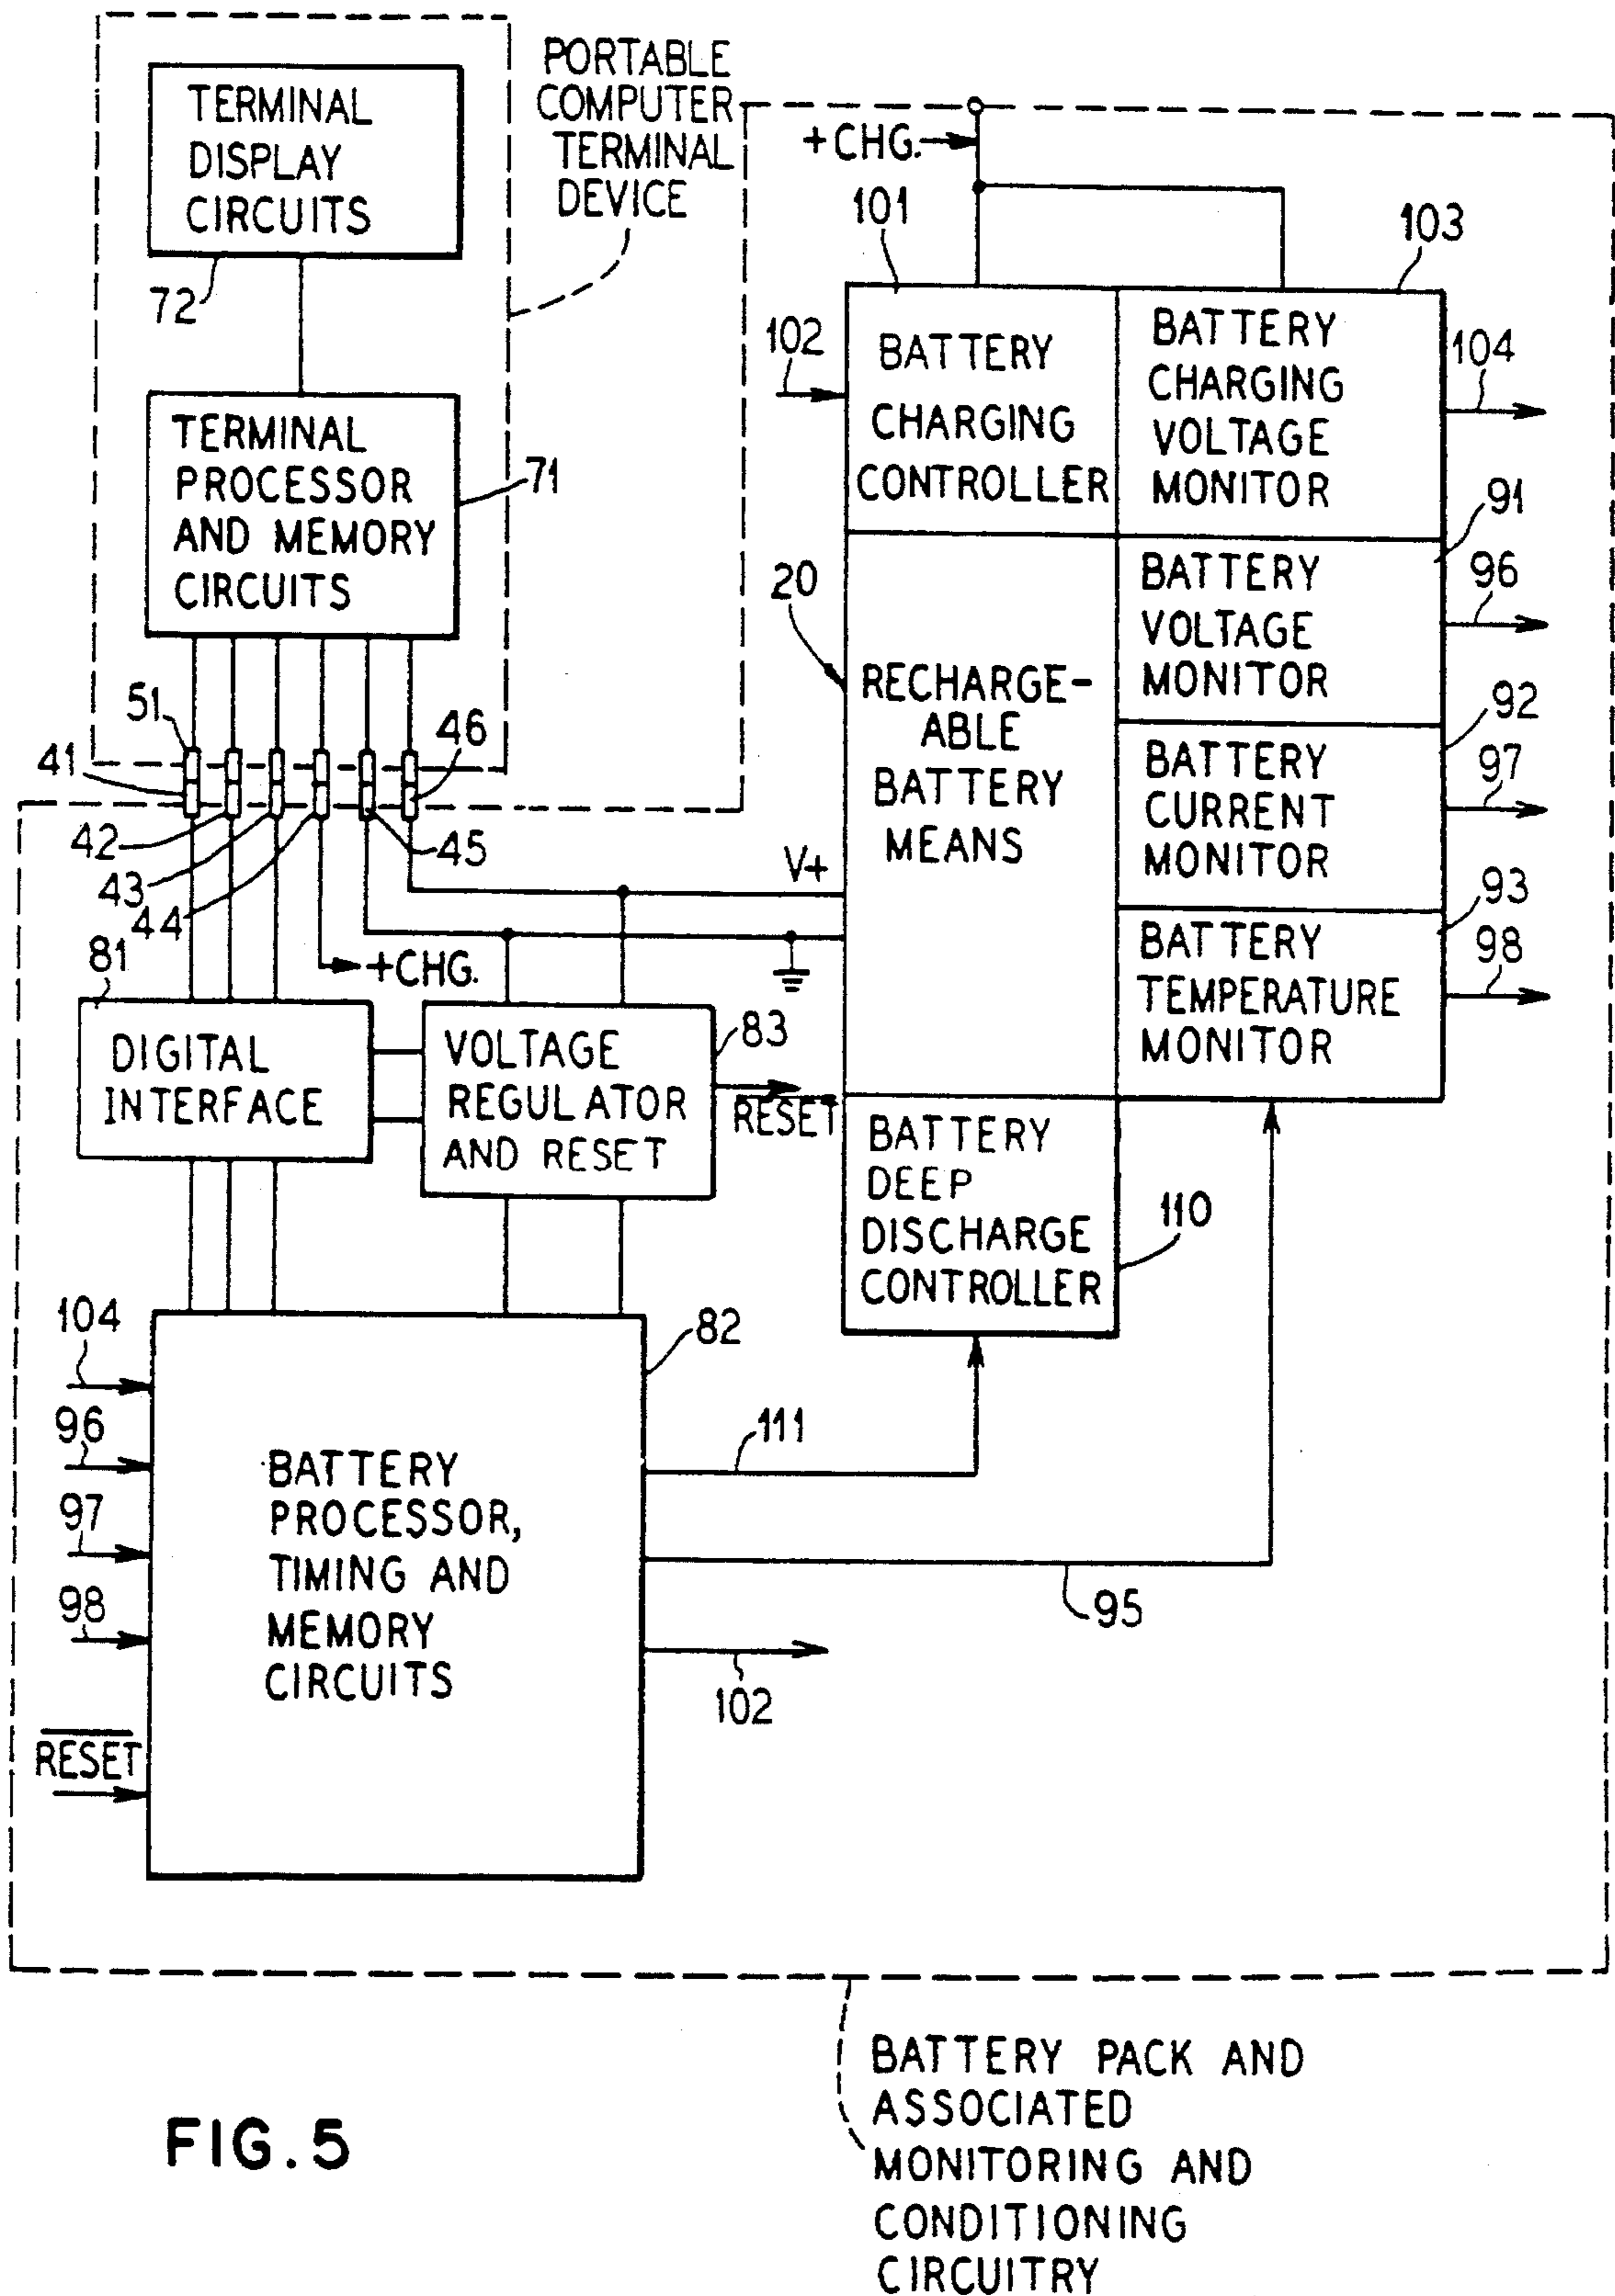 TERMINAL
DISPLAY
CIRCUITS
72
PORTABLE
COMPUTER
TERMINAL
DEVICE
TERMINAL
PROCESSOR
AND MEMORY
CIRCUITS
71
51
41
42
43
44
45
46
+CHG.
V+
81
DIGITAL
INTERFACE
VOLTAGE
REGULATOR
AND RESET
83
RESET
+CHG.
101
103
102
BATTERY
CHARGING
CONTROLLER
BATTERY
CHARGING
VOLTAGE
MONITOR
104
91
20
RECHARGE-
ABLE
BATTERY
MEANS
BATTERY
VOLTAGE
MONITOR
96
92
BATTERY
CURRENT
MONITOR
97
93
BATTERY
TEMPERATURE
MONITOR
98
BATTERY
DEEP
DISCHARGE
CONTROLLER
110
104
96
97
98
RESET
82
BATTERY
PROCESSOR,
TIMING AND
MEMORY
CIRCUITS
111
95
102
BATTERY PACK AND
ASSOCIATED
MONITORING AND
CONDITIONING
CIRCUITRY
FIG. 5